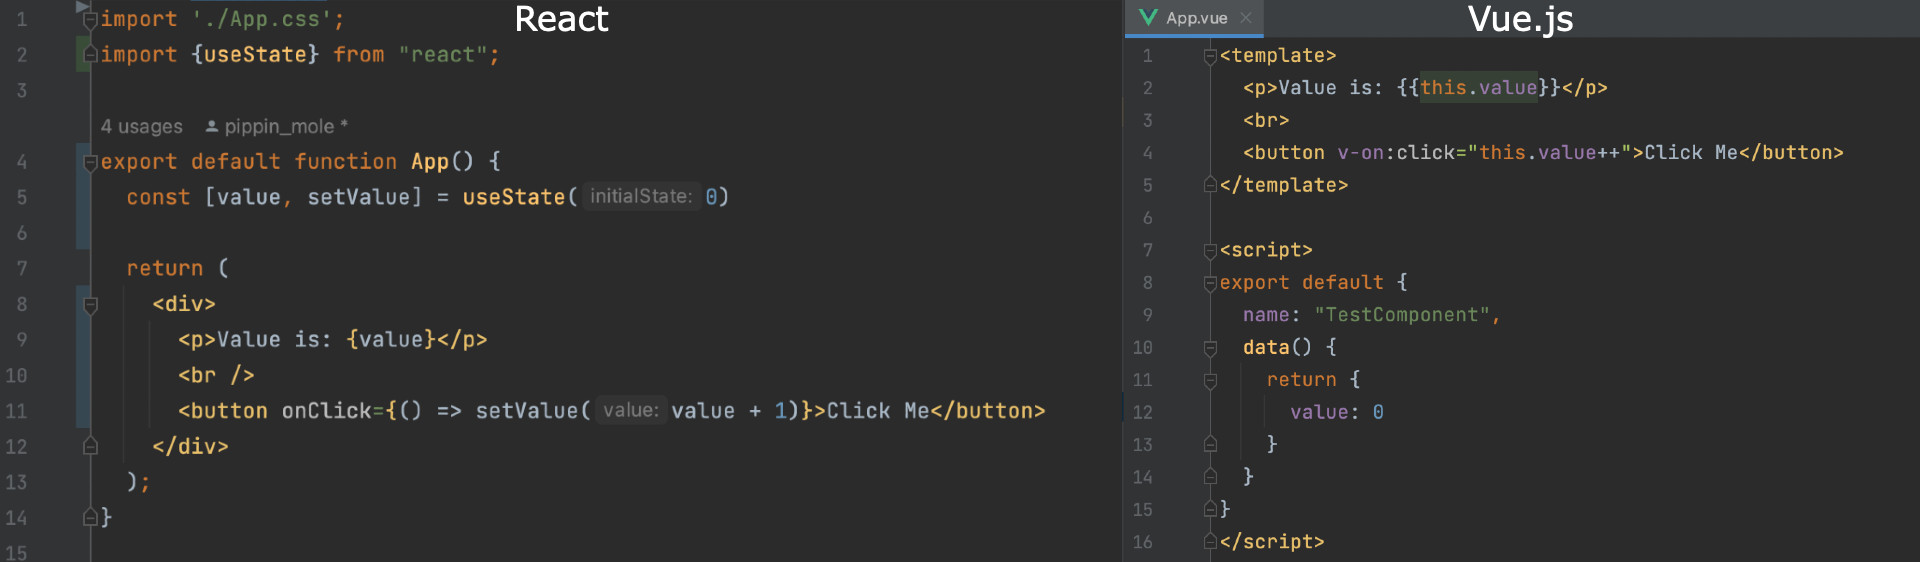 React
1 import './App.css';
2 import {useState} from "react";
3
4 usages pippin_mole *
4 export default function App() {
5 const [value, setValue] = useState( initialState: 0)
6
7 return (
8 <div>
9 <p>Value is: {value}</p>
10 <br />
11 <button onClick={() => setValue( value: value + 1)}>Click Me</button>
12 </div>
13 );
14 }
15
App.vue
Vue.js
1 <template>
2 <p>Value is: {{this.value}}</p>
3 <br>
4 <button v-on:click="this.value++">Click Me</button>
5 </template>
6
7 <script>
8 export default {
9 name: "TestComponent",
10 data() {
11 return {
12 value: 0
13 }
14 }
15 }
16 </script>